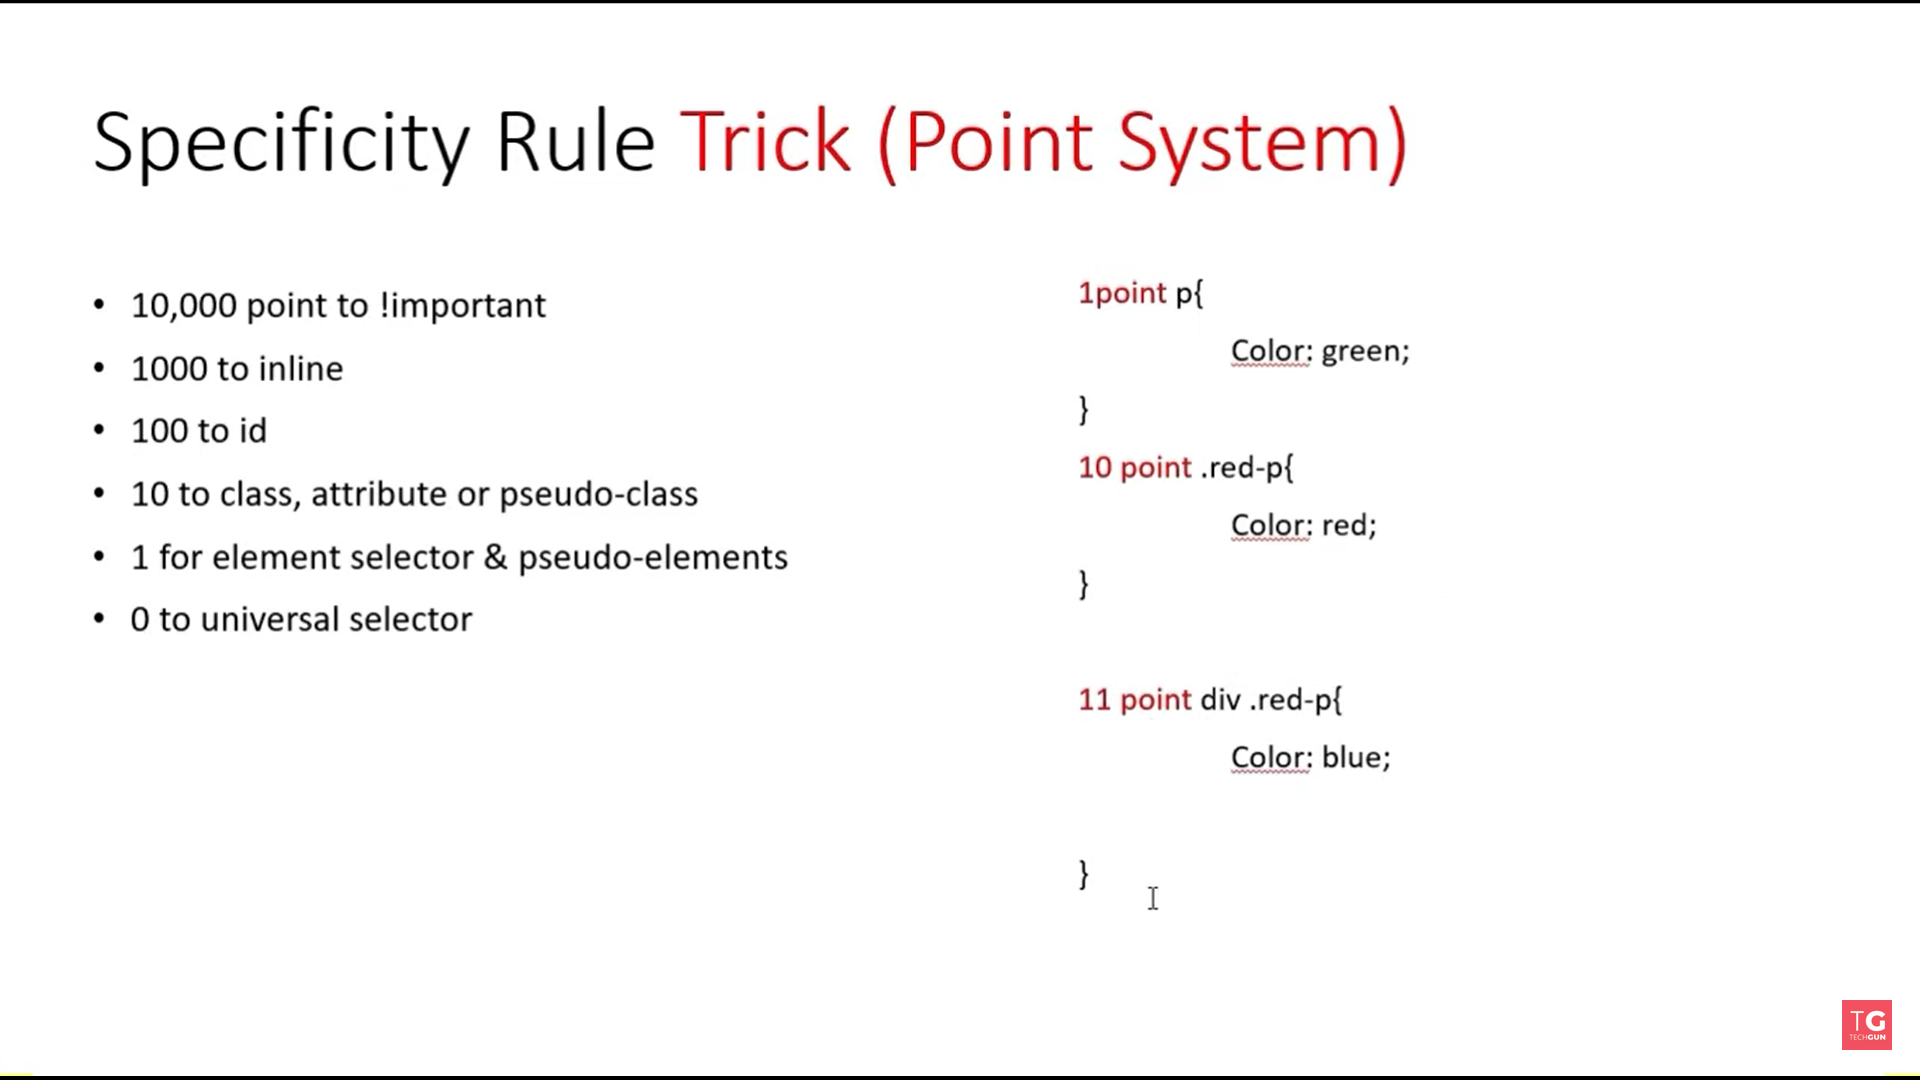 Specificity Rule Trick (Point System)
• 10,000 point to !important
• 1000 to inline
• 100 to id
• 10 to class, attribute or pseudo-class
• 1 for element selector & pseudo-elements
• 0 to universal selector
1point p{
Color: green;
}
10 point .red-p{
Color: red;
}
11 point div .red-p{
Color: blue;
}
TG
TECHGUN